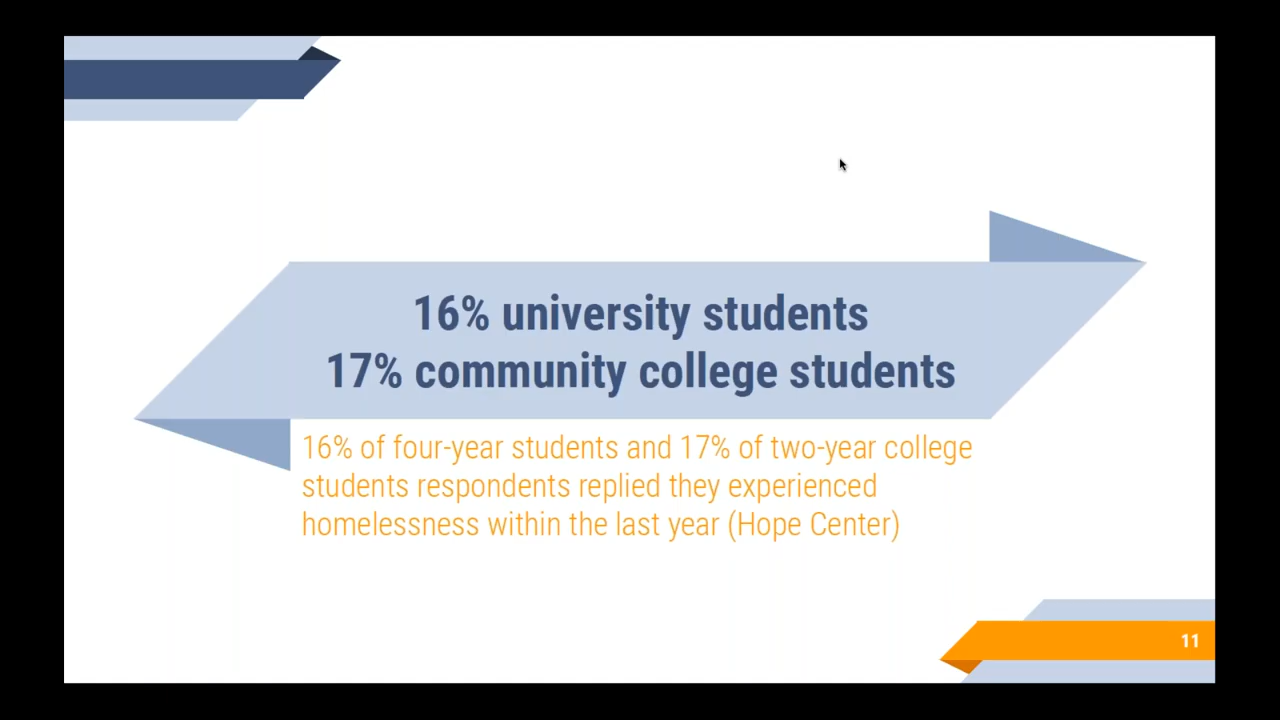 16% university students
17% community college students
16% of four-year students and 17% of two-year college
students respondents replied they experienced
homelessness within the last year (Hope Center)
11